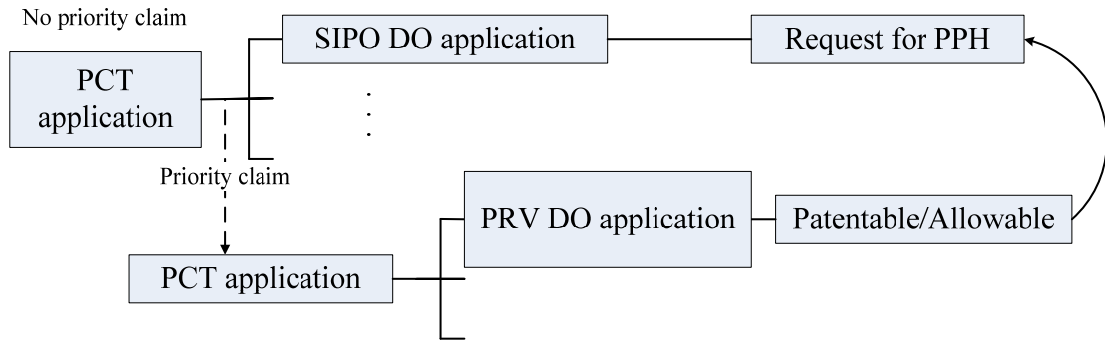 No priority claim
SIPO DO application
Request for PPH
PCT
application
Priority claim
PRV DO application
Patentable/Allowable
PCT application